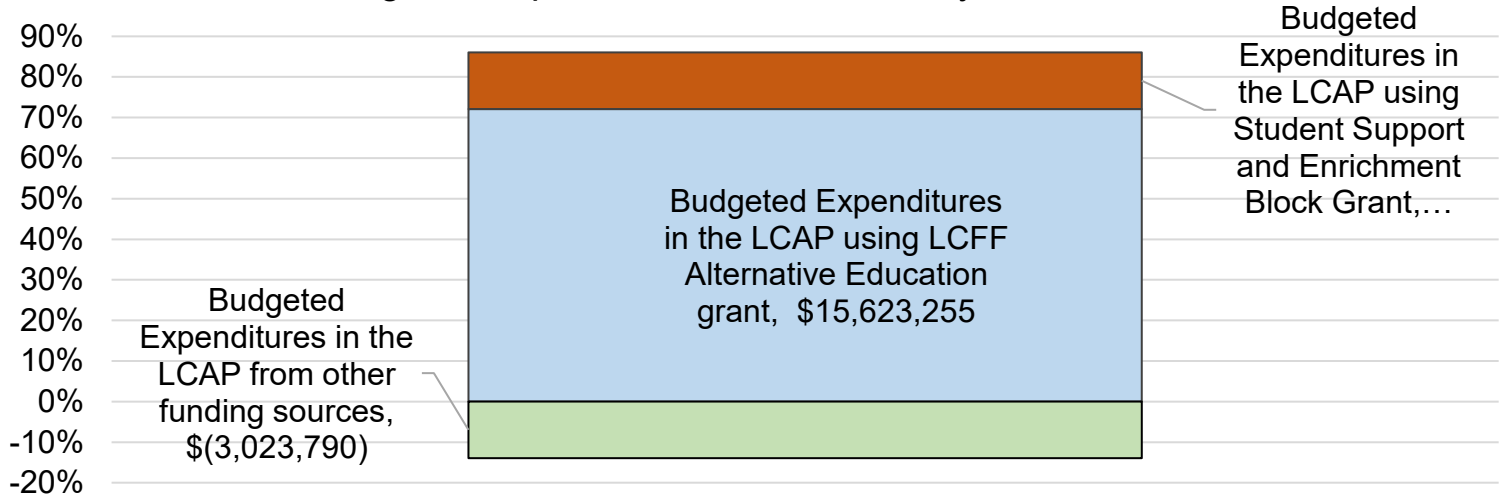 90%
80%
70%
60%
50%
40%
30%
20%
10%
0%
-10%
-20%
Budgeted
Expenditures in the
LCAP from other
funding sources,
$(3,023,790)
Budgeted Expenditures
in the LCAP using LCFF
Alternative Education
grant, $15,623,255
Budgeted
Expenditures in
the LCAP using
Student Support
and Enrichment
Block Grant,…